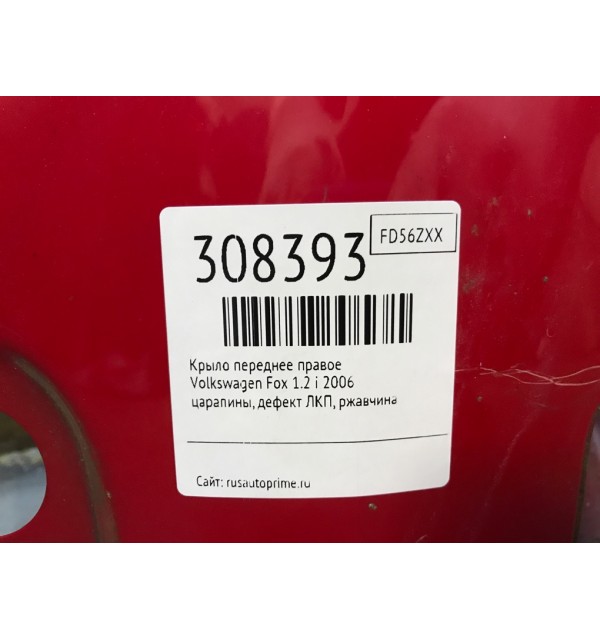 308393
FD56ZXX
Крыло переднее правое
Volkswagen Fox 1.2 i 2006
царапины, дефект ЛКП, ржавчина
Сайт: rusautoprime.ru